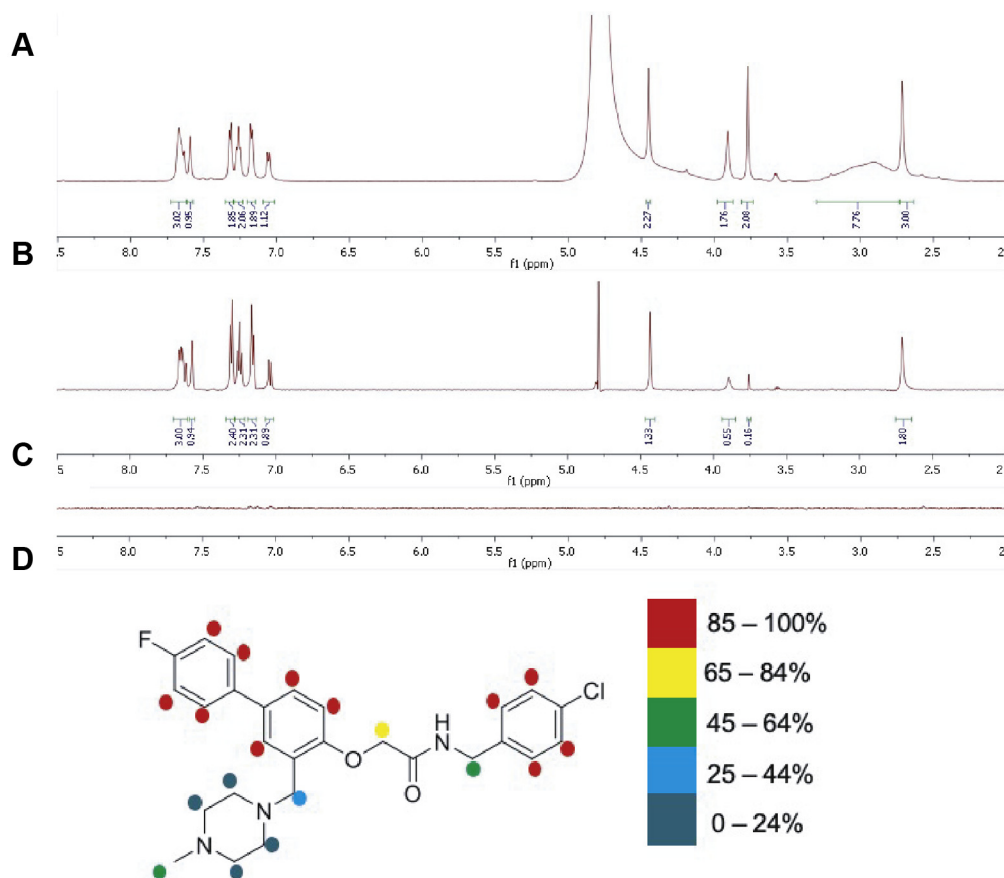 A
3.02 0.95 1.85 2.06 1.89 1.12 2.27 1.76 2.08 7.76 3.00
.5 8.0 7.5 7.0 6.5 6.0 5.5 5.0 4.5 4.0 3.5 3.0 2.5 2
f1 (ppm)
B
3.00 0.94 2.40 2.31 2.31 0.89 1.33 0.55 0.16 1.80
.5 8.0 7.5 7.0 6.5 6.0 5.5 5.0 4.5 4.0 3.5 3.0 2.5 2
f1 (ppm)
C
.5 8.0 7.5 7.0 6.5 6.0 5.5 5.0 4.5 4.0 3.5 3.0 2.5 2
f1 (ppm)
D
F
H
N
Cl
O
O
N
N
85 – 100%
65 – 84%
45 – 64%
25 – 44%
0 – 24%